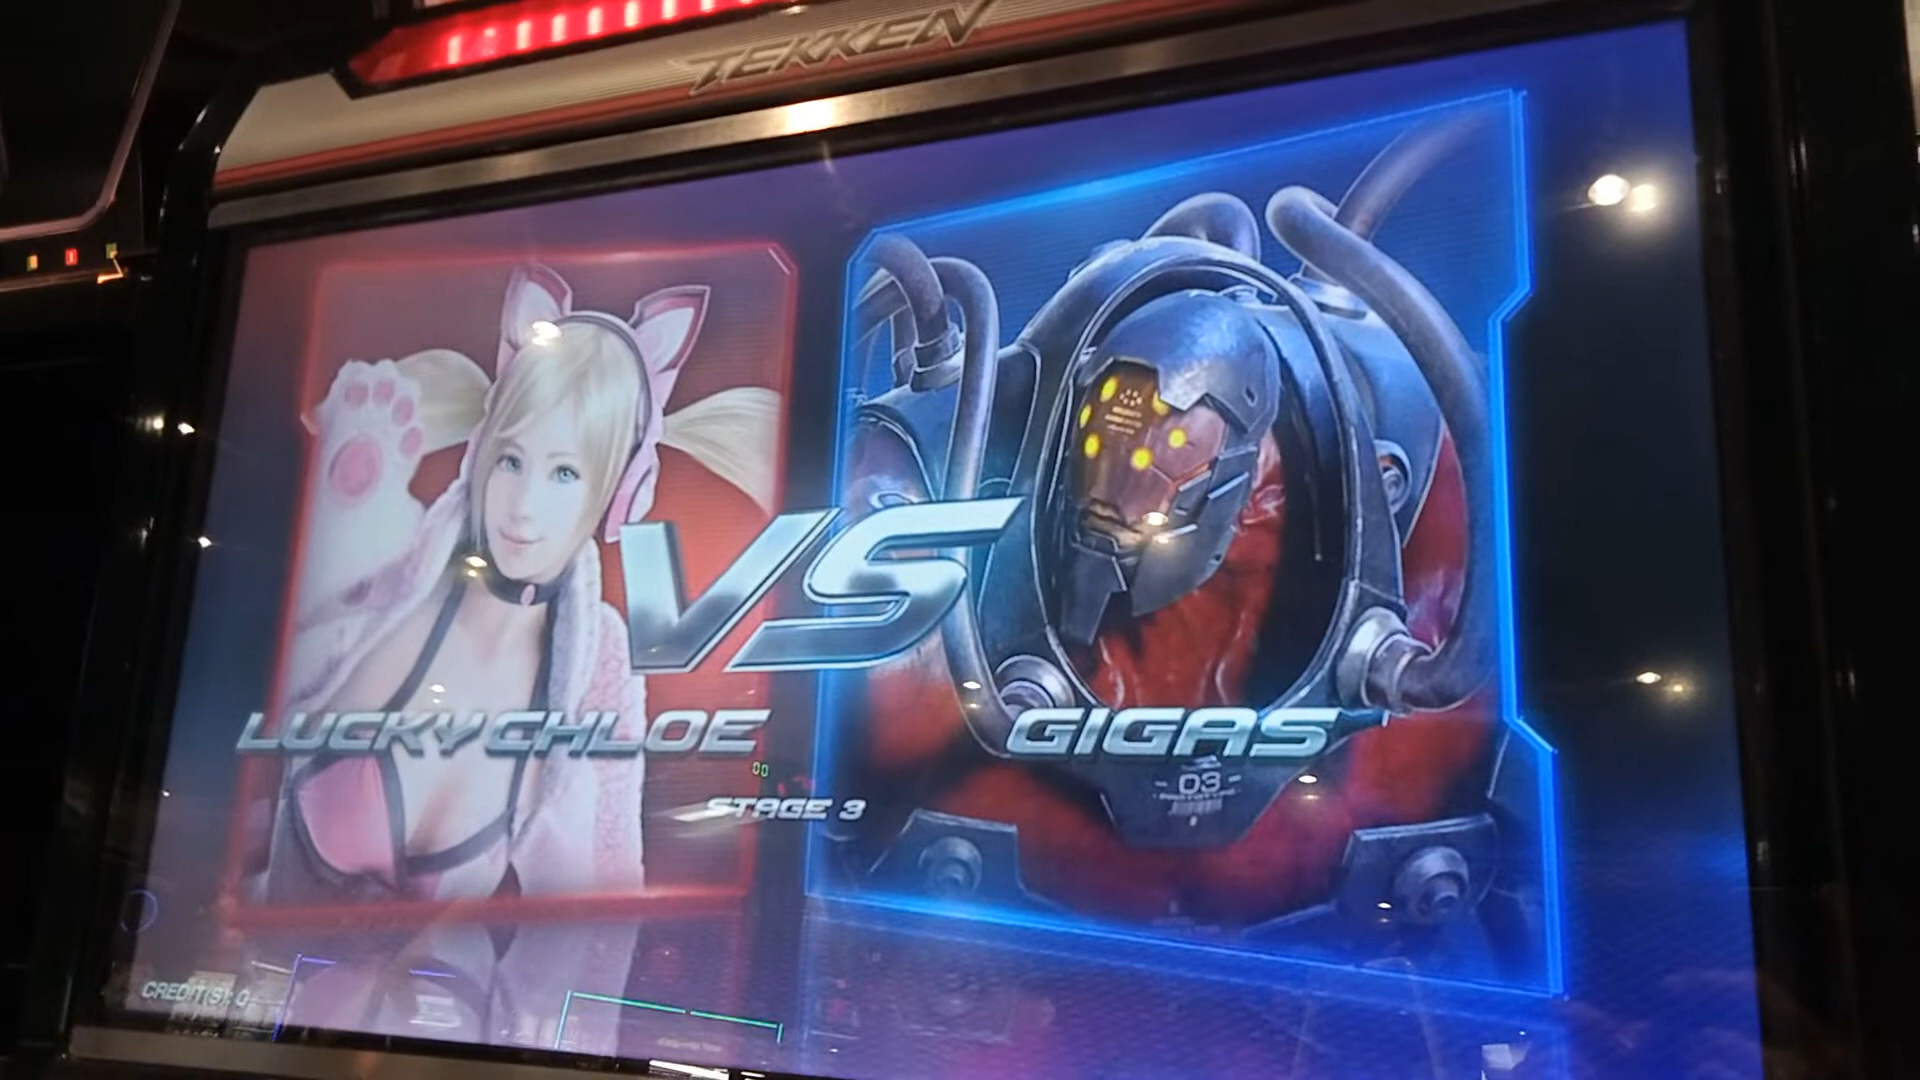 TEKKEN
VS
LUCKY CHLOE
GIGAS
03
STAGE 3
CREDIT(S): 0